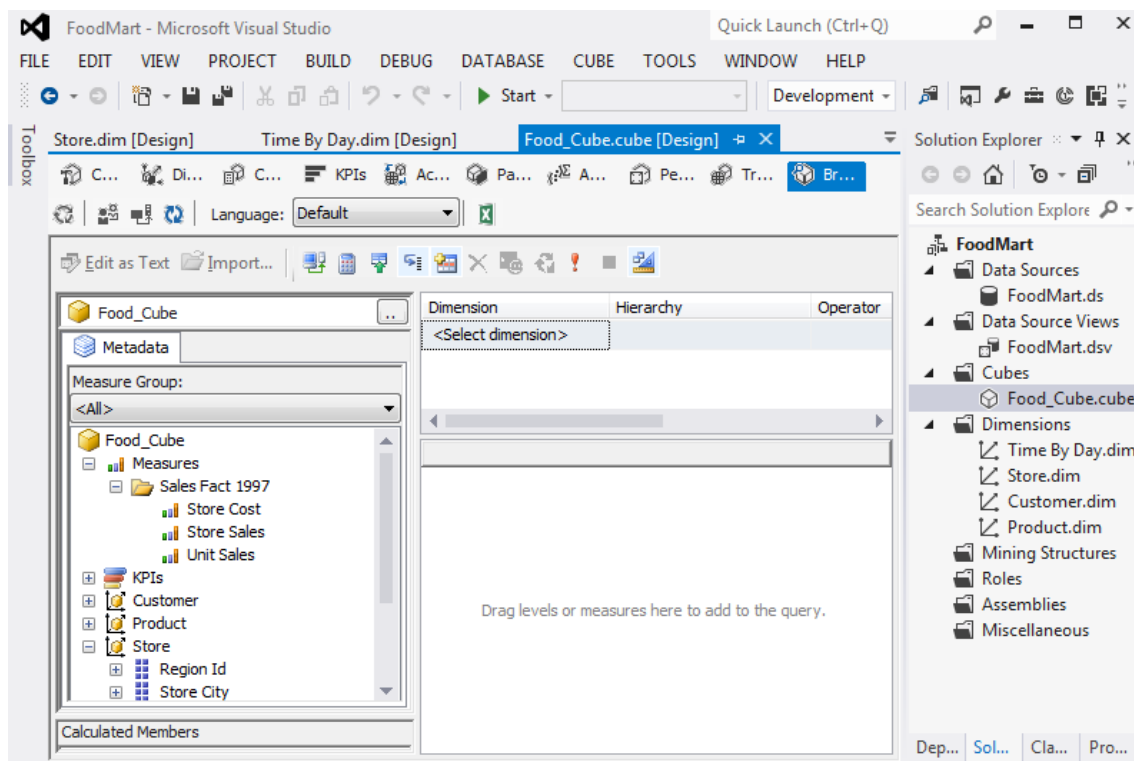 FoodMart - Microsoft Visual Studio
Quick Launch (Ctrl+Q)
FILE EDIT VIEW PROJECT BUILD DEBUG DATABASE CUBE TOOLS WINDOW HELP
Start
Development
Toolbox
Store.dim [Design] Time By Day.dim [Design] Food_Cube.cube [Design]
C... Di... C... KPIs Ac... Pa... A... Pe... Tr... Br...
Language: Default
Edit as Text Import...
Food_Cube
..
Metadata
Measure Group:
<All>
Food_Cube
Measures
Sales Fact 1997
Store Cost
Store Sales
Unit Sales
KPIs
Customer
Product
Store
Region Id
Store City
Calculated Members
Dimension Hierarchy Operator
<Select dimension>
Drag levels or measures here to add to the query.
Solution Explorer
Search Solution Explore
FoodMart
Data Sources
FoodMart.ds
Data Source Views
FoodMart.dsv
Cubes
Food_Cube.cube
Dimensions
Time By Day.dim
Store.dim
Customer.dim
Product.dim
Mining Structures
Roles
Assemblies
Miscellaneous
Dep... Sol... Cla... Pro...